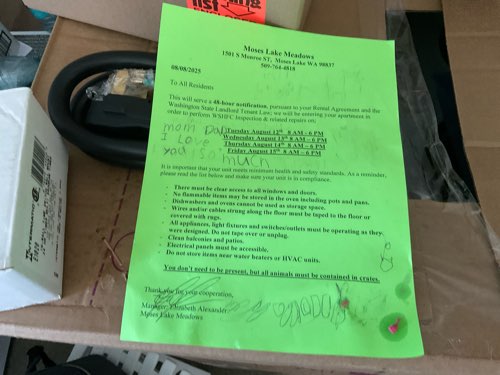 list
Moses Lake Meadows
1501 S Monroe ST, Moses Lake WA 98837
509-764-4818
08/08/2025
To All Residents
This will serve a 48-hour notification, pursuant to your Rental Agreement and the
Washington State Landlord Tenant Law; we will be entering your apartment in
order to perform WSHFC Inspection & related repairs on;
mom Dad
I Love
you so
much
Tuesday August 12th 8 AM – 6 PM
Wednesday August 13th 8 AM – 6 PM
Thursday August 14th 8 AM – 6 PM
Friday August 15th 8 AM – 6 PM
It is important that your unit meets minimum health and safety standards. As a reminder,
please read the list below and make sure your unit is in compliance.
- There must be clear access to all windows and doors.
- No flammable items may be stored in the oven including pots and pans.
- Dishwashers and ovens cannot be used as storage space.
- Wires and/or cables strung along the floor must be taped to the floor or
covered with rugs.
- All appliances, light fixtures and switches/outlets must be operating as they
were designed. Do not tape over or unplug.
- Clean balconies and patios.
- Electrical panels must be accessible.
- Do not store items near water heaters or HVAC units.
You don't need to be present, but all animals must be contained in crates.
Thank you for your cooperation,
Manager: Elizabeth Alexander
Moses Lake Meadows